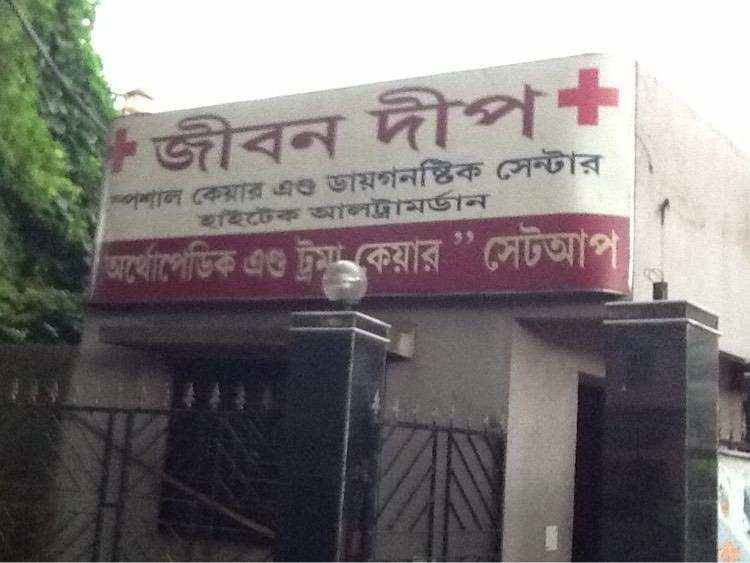 জীবন দীপ
স্পেশাল কেয়ার এণ্ড ডায়গনষ্টিক সেন্টার
হাইটেক আলট্রামর্ডান
অর্থোপেডিক এণ্ড ট্রমা কেয়ার ” সেটআপ